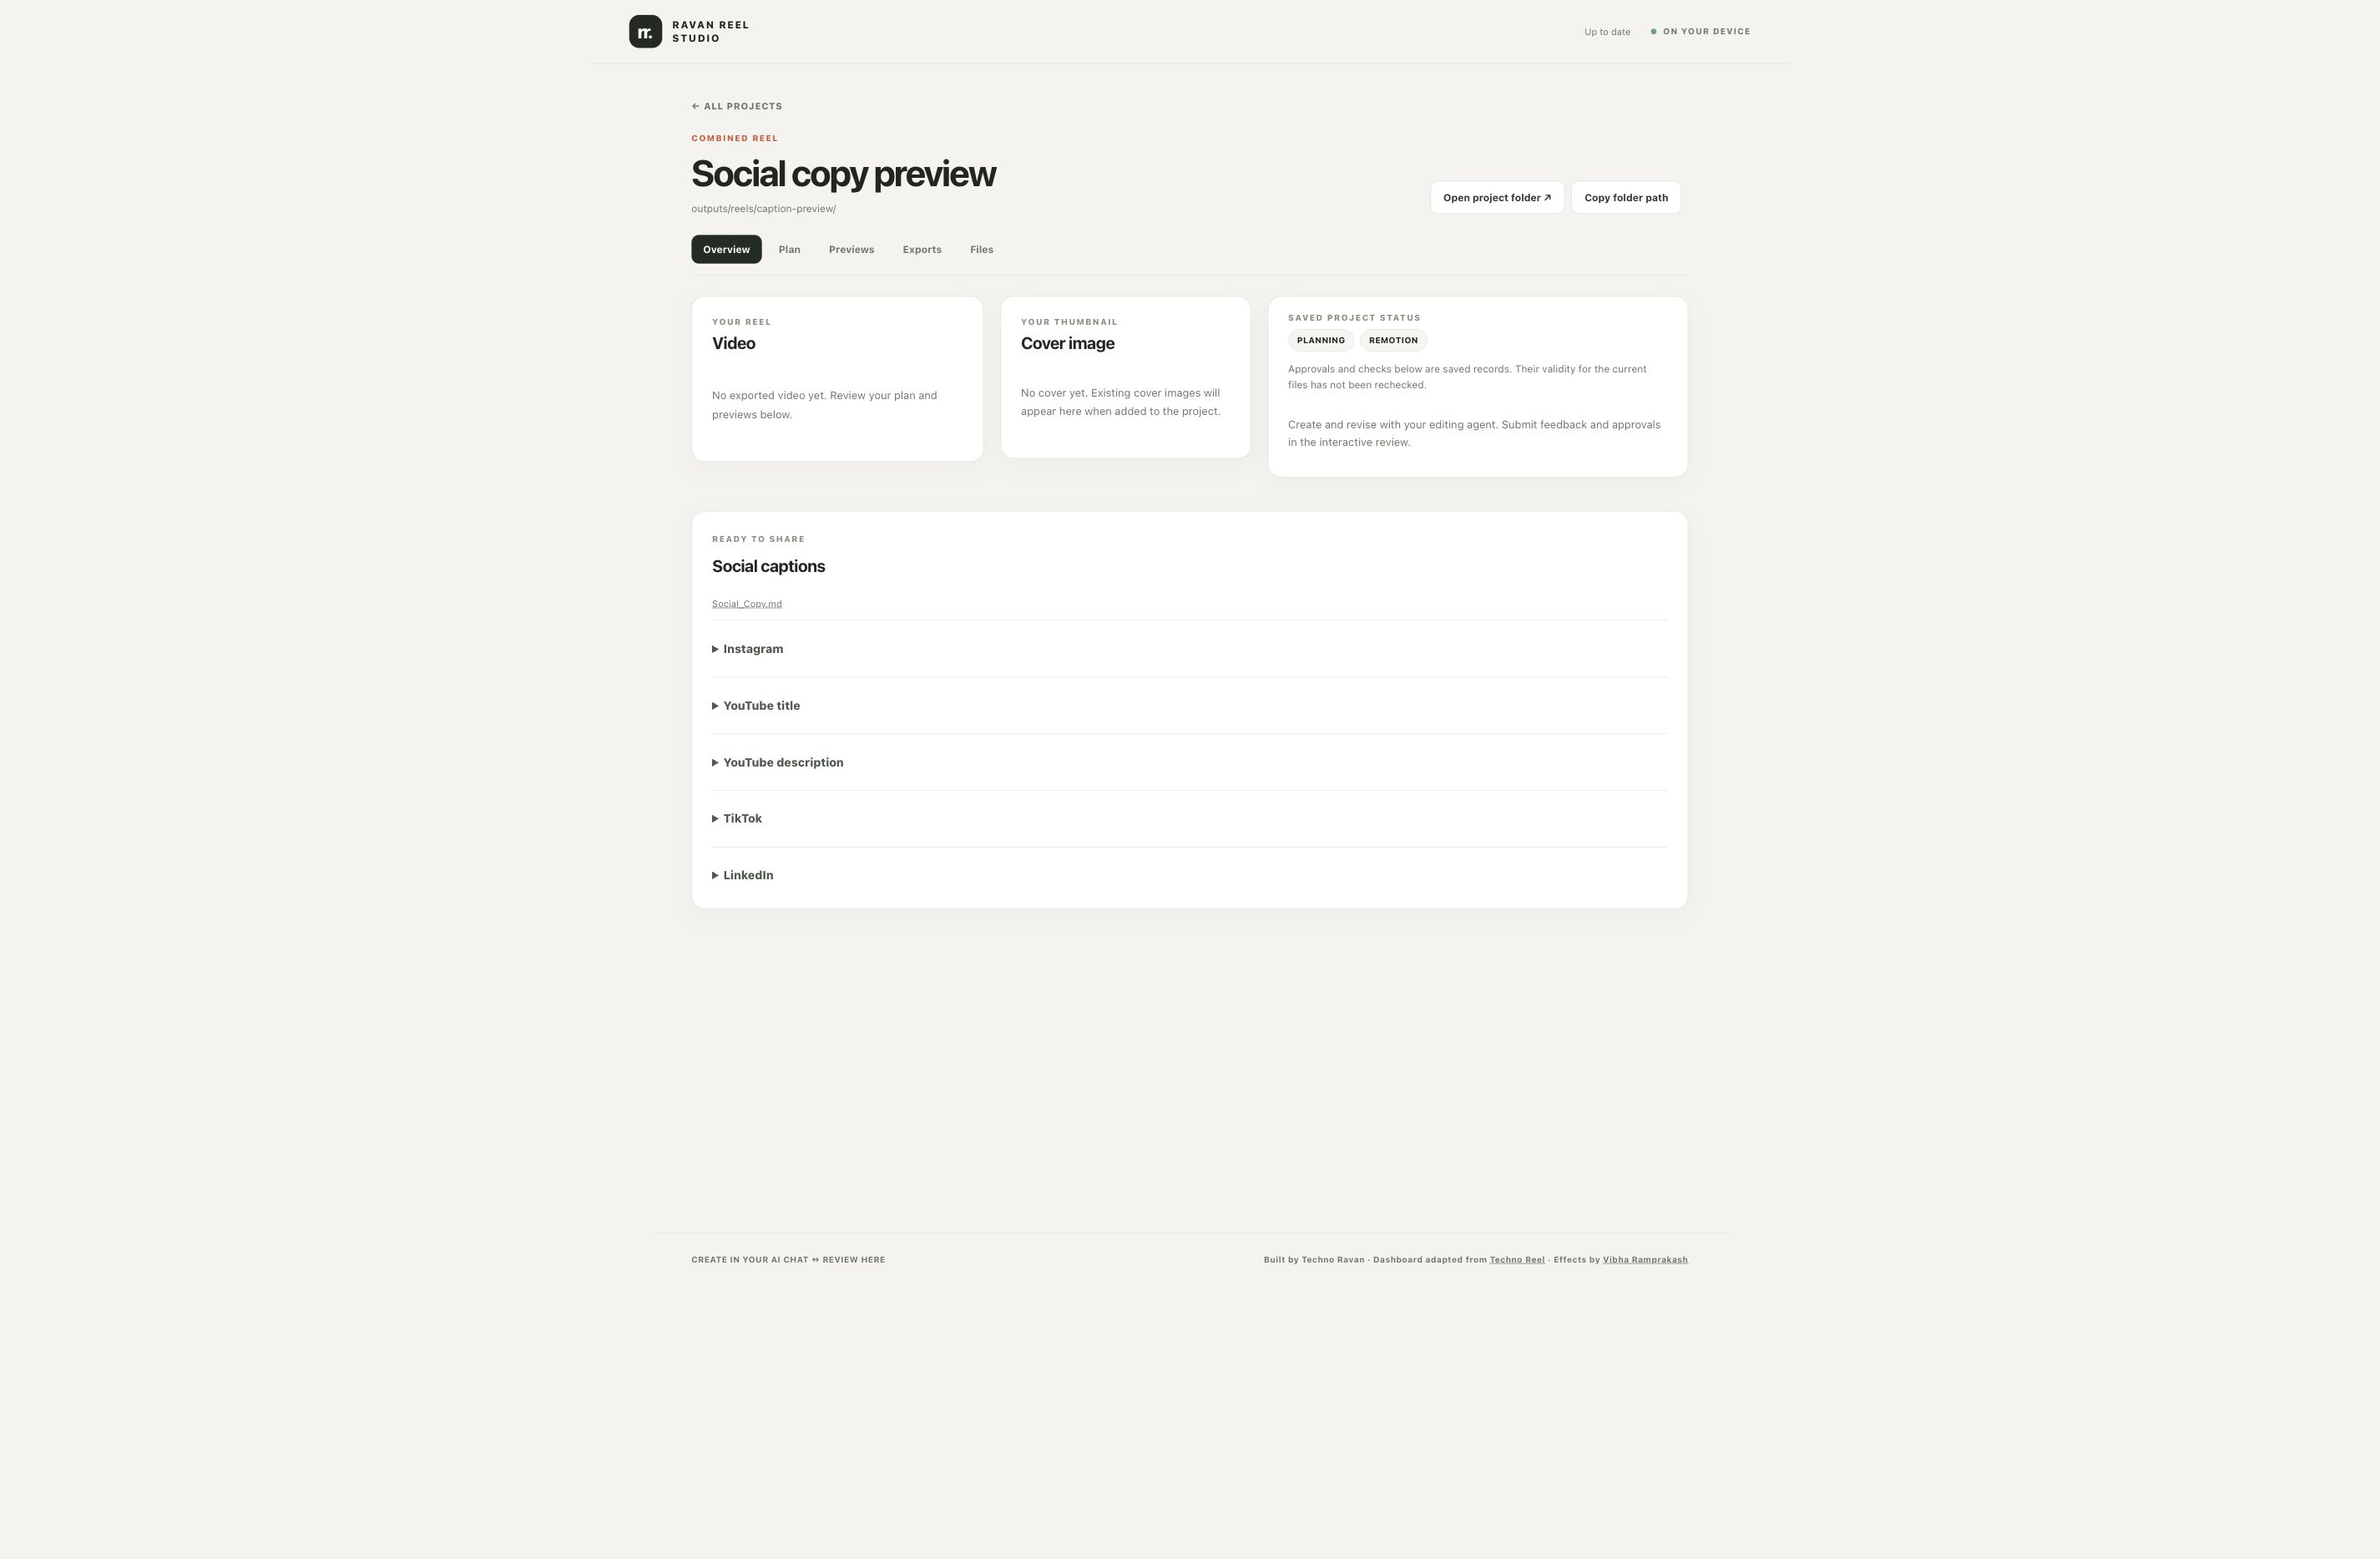 rr.
RAVAN REEL
STUDIO
Up to date
ON YOUR DEVICE
← ALL PROJECTS
COMBINED REEL
Social copy preview
outputs/reels/caption-preview/
Open project folder ↗
Copy folder path
Overview
Plan
Previews
Exports
Files
YOUR REEL
Video
No exported video yet. Review your plan and
previews below.
YOUR THUMBNAIL
Cover image
No cover yet. Existing cover images will
appear here when added to the project.
SAVED PROJECT STATUS
PLANNING
REMOTION
Approvals and checks below are saved records. Their validity for the current
files has not been rechecked.
Create and revise with your editing agent. Submit feedback and approvals
in the interactive review.
READY TO SHARE
Social captions
Social_Copy.md
▶ Instagram
▶ YouTube title
▶ YouTube description
▶ TikTok
▶ LinkedIn
CREATE IN YOUR AI CHAT ↔ REVIEW HERE
Built by Techno Ravan · Dashboard adapted from Techno Reel · Effects by Vibha Ramprakash